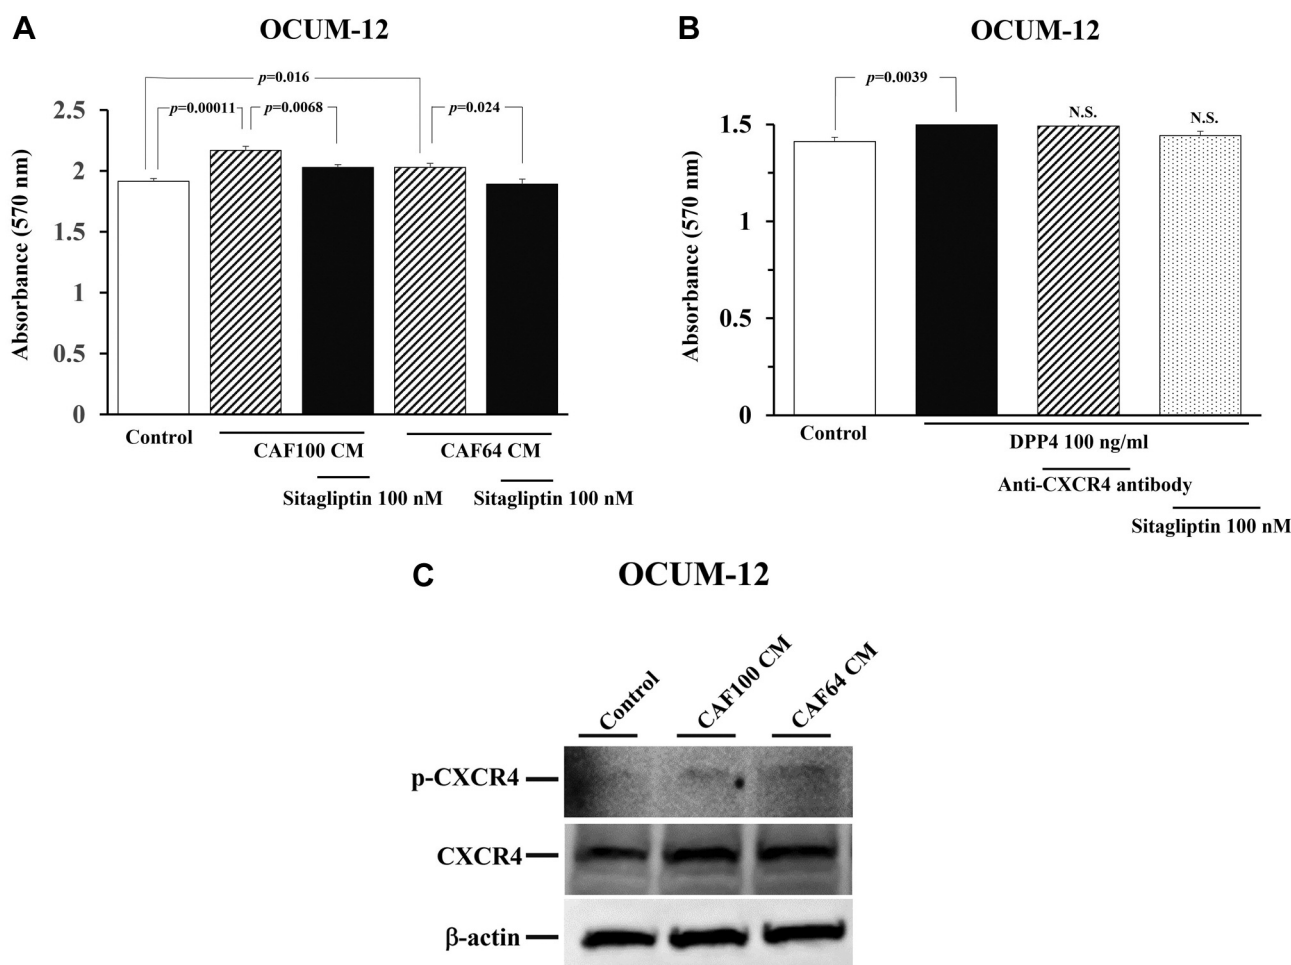 A
OCUM-12
p=0.016
p=0.00011
p=0.0068
p=0.024
Absorbance (570 nm)
2.5
2
1.5
1
0.5
0
Control
CAF100 CM
CAF64 CM
Sitagliptin 100 nM
Sitagliptin 100 nM
B
OCUM-12
p=0.0039
N.S.
N.S.
Absorbance (570 nm)
1.5
1
0.5
0
Control
DPP4 100 ng/ml
Anti-CXCR4 antibody
Sitagliptin 100 nM
C
OCUM-12
Control
CAF100 CM
CAF64 CM
p-CXCR4
CXCR4
β-actin